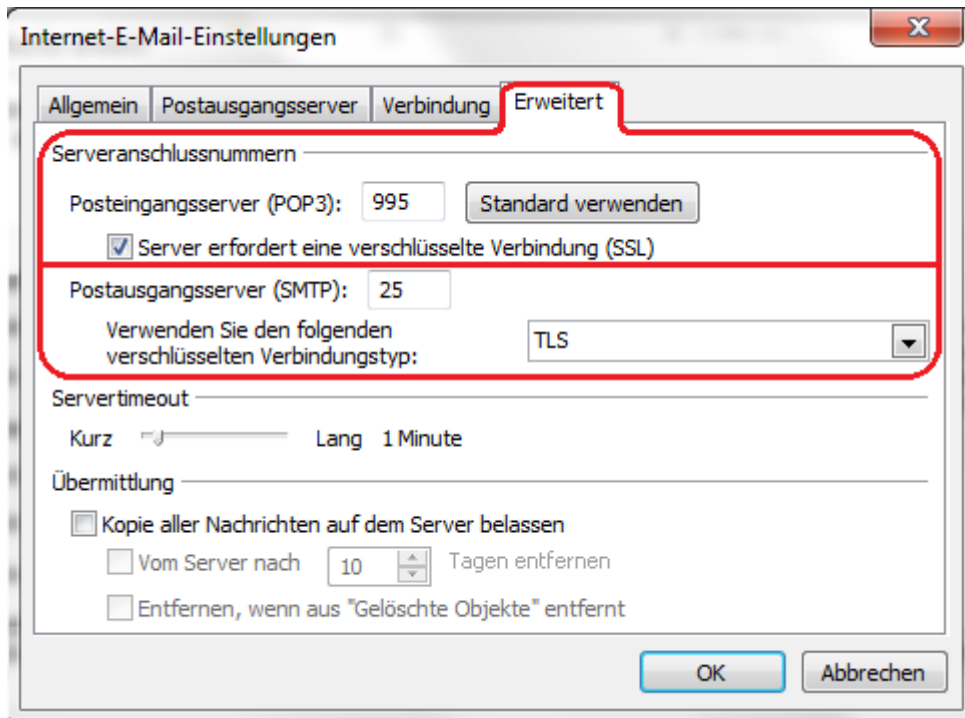 Internet-E-Mail-Einstellungen
Allgemein Postausgangsserver Verbindung Erweitert
Serveranschlussnummern
Posteingangsserver (POP3): 995 Standard verwenden
Server erfordert eine verschlüsselte Verbindung (SSL)
Postausgangsserver (SMTP): 25
Verwenden Sie den folgenden
verschlüsselten Verbindungstyp: TLS
Servertimeout
Kurz Lang 1 Minute
Übermittlung
Kopie aller Nachrichten auf dem Server belassen
Vom Server nach 10 Tagen entfernen
Entfernen, wenn aus "Gelöschte Objekte" entfernt
OK Abbrechen